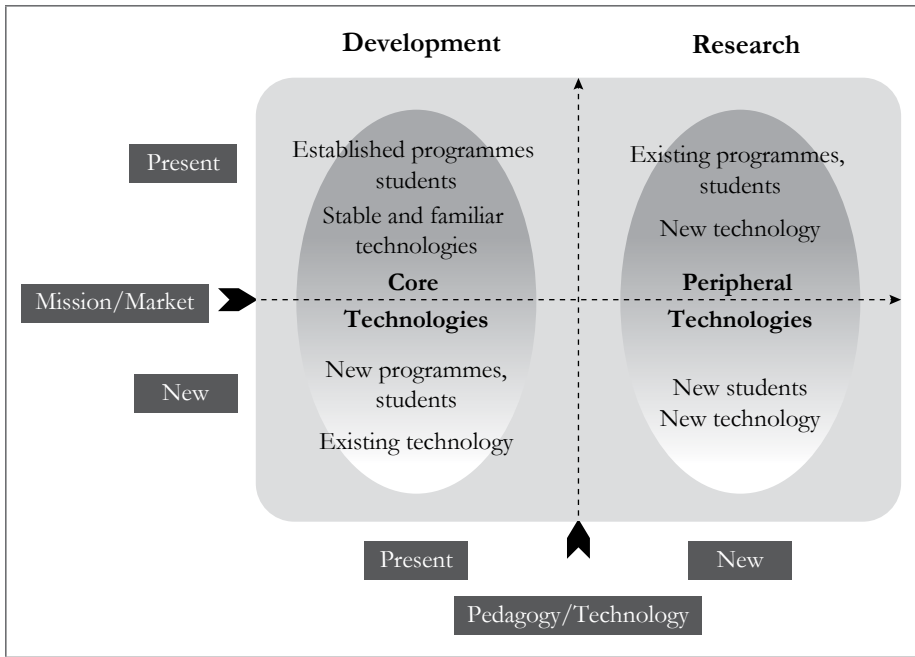 Development
Research
Present
Established programmes
students
Stable and familiar
technologies
Existing programmes,
students
New technology
Mission/Market
Core
Technologies
Peripheral
Technologies
New
New programmes,
students
Existing technology
New students
New technology
Present
New
Pedagogy/Technology